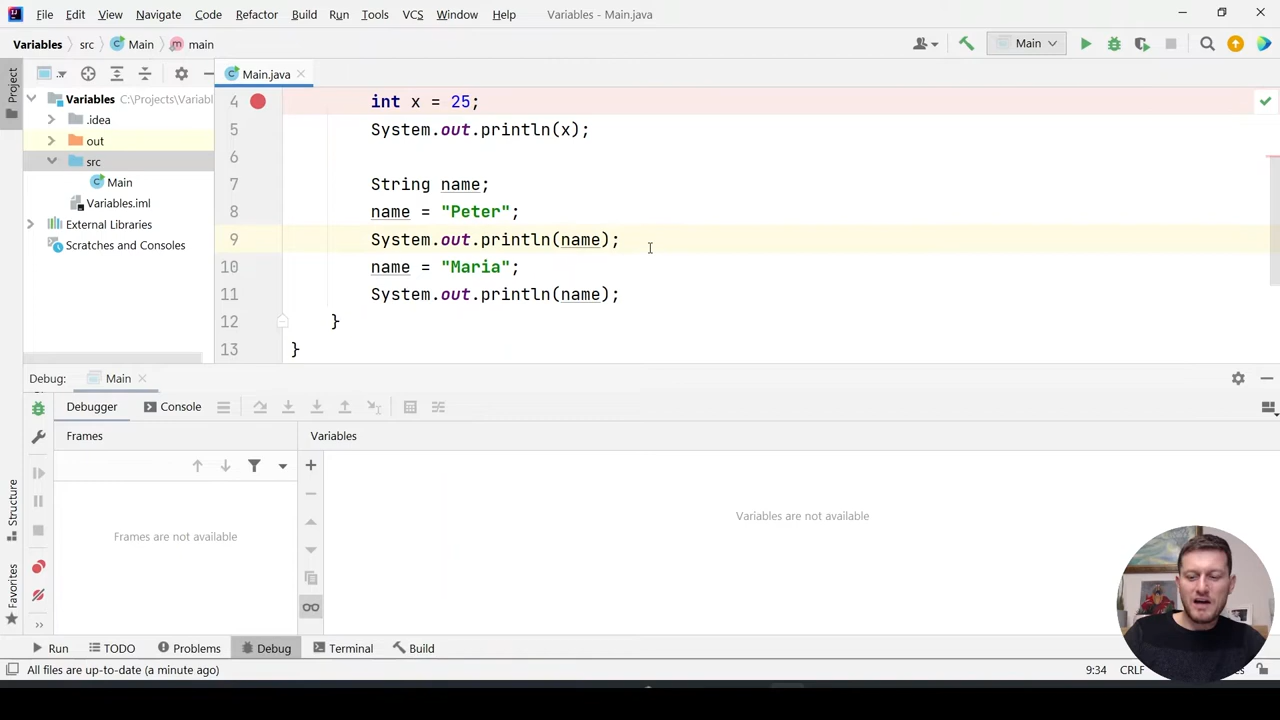 File Edit View Navigate Code Refactor Build Run Tools VCS Window Help Variables - Main.java
Variables src Main main Main
Project
Main.java
Variables C:\Projects\Variabl
.idea
out
src
Main
Variables.iml
External Libraries
Scratches and Consoles
4 int x = 25;
5 System.out.println(x);
6
7 String name;
8 name = "Peter";
9 System.out.println(name);
10 name = "Maria";
11 System.out.println(name);
12 }
13 }
Debug: Main
Debugger Console
Frames Variables
Frames are not available
Variables are not available
Structure
Favorites
Run TODO Problems Debug Terminal Build
All files are up-to-date (a minute ago) 9:34 CRLF